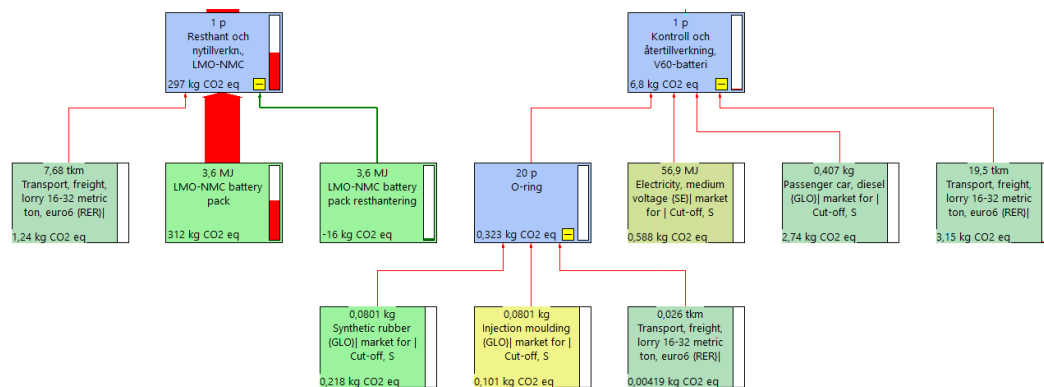 1 p
Resthant och
nytillverkn.,
LMO-NMC
297 kg CO2 eq
1 p
Kontroll och
återtillverkning,
V60-batteri
6,8 kg CO2 eq
7,68 tkm
Transport, freight,
lorry 16-32 metric
ton, euro6 {RER}|
1,24 kg CO2 eq
3,6 MJ
LMO-NMC battery
pack
312 kg CO2 eq
3,6 MJ
LMO-NMC battery
pack resthantering
-16 kg CO2 eq
20 p
O-ring
0,323 kg CO2 eq
56,9 MJ
Electricity, medium
voltage {SE}| market
for | Cut-off, S
0,588 kg CO2 eq
0,407 kg
Passenger car, diesel
{GLO}| market for |
Cut-off, S
2,74 kg CO2 eq
19,5 tkm
Transport, freight,
lorry 16-32 metric
ton, euro6 {RER}|
3,15 kg CO2 eq
0,0801 kg
Synthetic rubber
{GLO}| market for |
Cut-off, S
0,218 kg CO2 eq
0,0801 kg
Injection moulding
{GLO}| market for |
Cut-off, S
0,101 kg CO2 eq
0,026 tkm
Transport, freight,
lorry 16-32 metric
ton, euro6 {RER}|
0,00419 kg CO2 eq